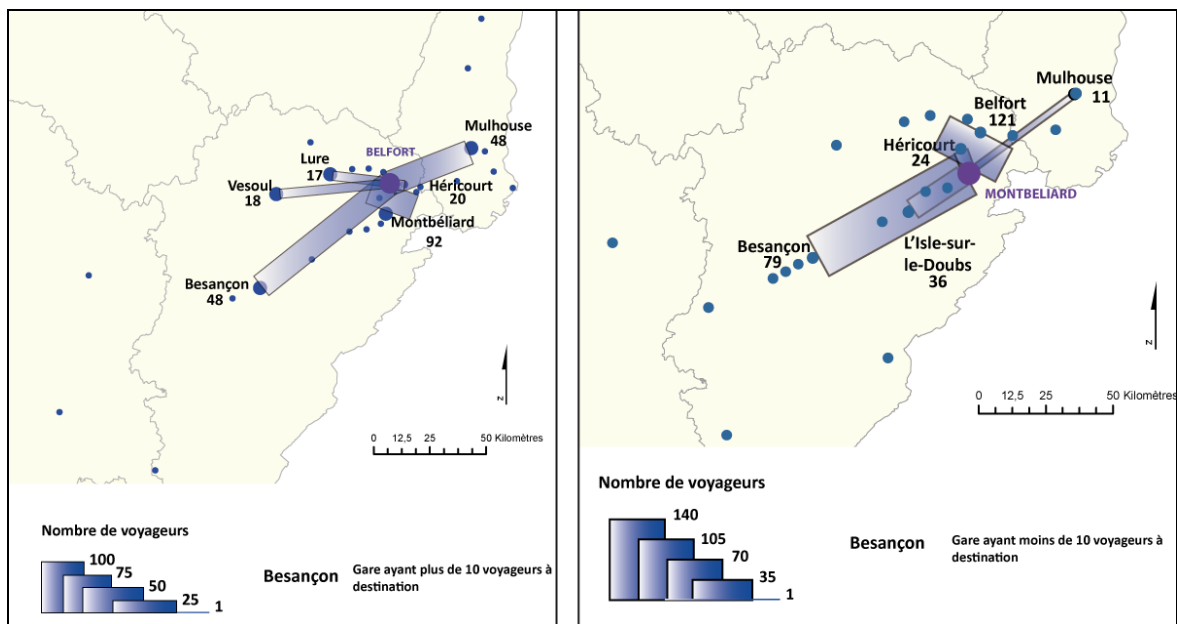 Mulhouse
48
BELFORT
Lure
17
Vesoul
18
Héricourt
20
Montbéliard
92
Besançon
48
z
0 12,5 25 50 Kilomètres
Nombre de voyageurs
100
75
50
25
1
Besançon
Gare ayant plus de 10 voyageurs à
destination
Mulhouse
11
Belfort
121
Héricourt
24
MONTBELIARD
Besançon
79
L'Isle-sur-
le-Doubs
36
z
0 12,5 25 50 Kilomètres
Nombre de voyageurs
140
105
70
35
1
Besançon
Gare ayant moins de 10 voyageurs à
destination